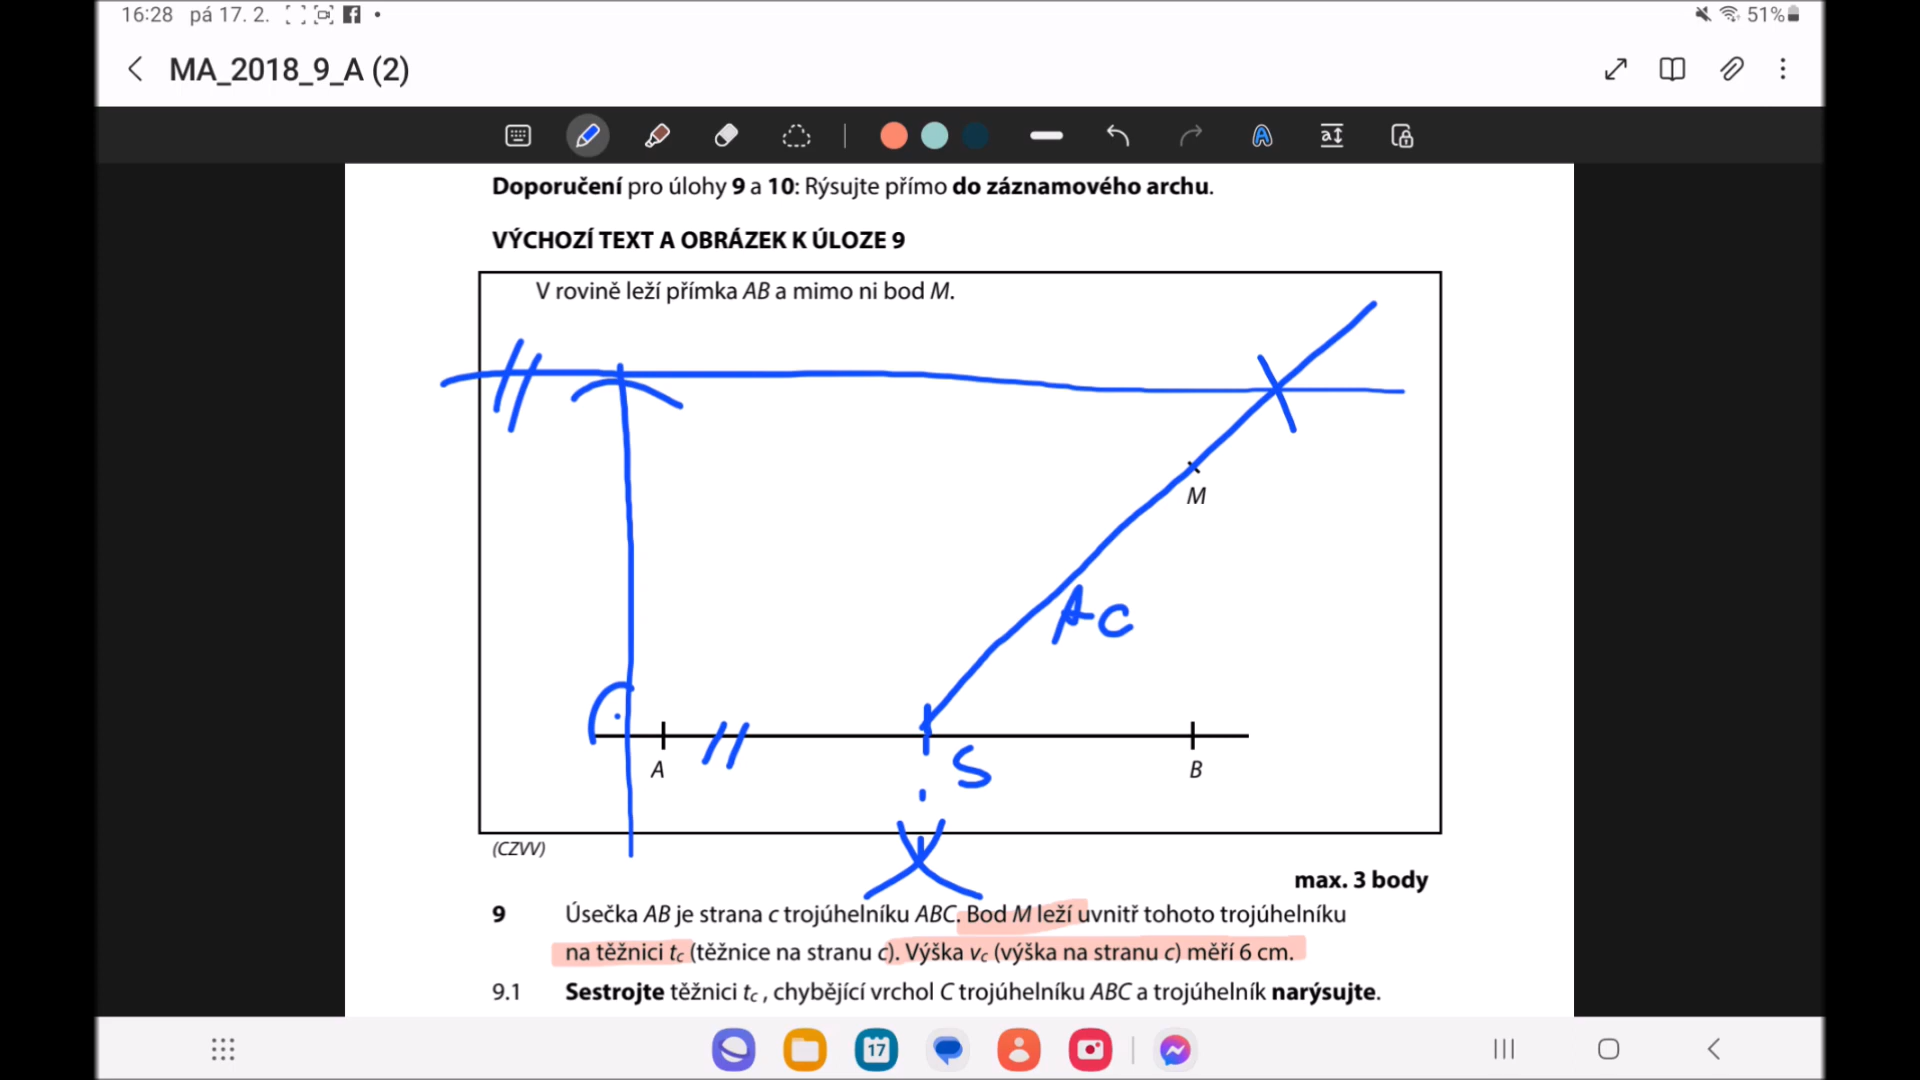 16:28 pá 17. 2.
51%
MA_2018_9_A (2)
Doporučení pro úlohy 9 a 10: Rýsujte přímo do záznamového archu.
VÝCHOZÍ TEXT A OBRÁZEK K ÚLOZE 9
V rovině leží přímka AB a mimo ni bod M.
M
A
S
B
(CZVV)
max. 3 body
9 Úsečka AB je strana c trojúhelníku ABC. Bod M leží uvnitř tohoto trojúhelníku
na těžnici tc (těžnice na stranu c). Výška vc (výška na stranu c) měří 6 cm.
9.1 Sestrojte těžnici tc , chybějící vrchol C trojúhelníku ABC a trojúhelník narýsujte.
17